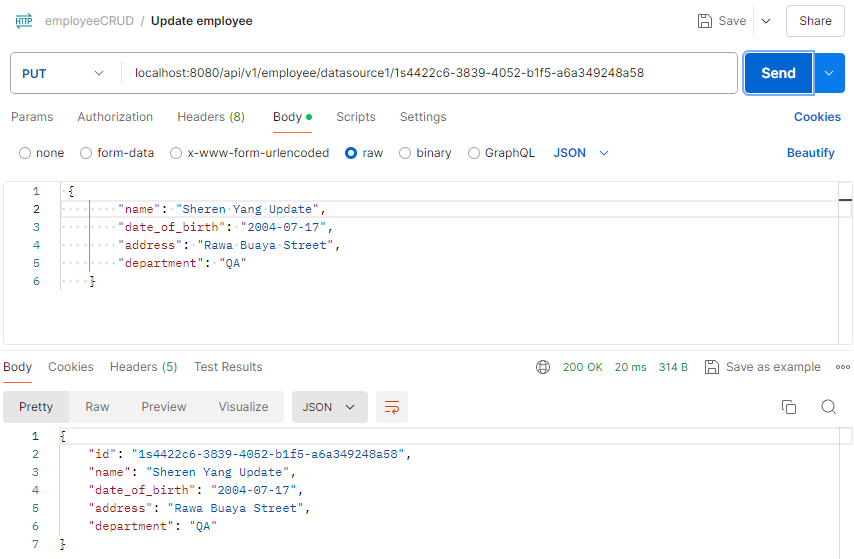 HTTP employeeCRUD / Update employee Save Share
PUT localhost:8080/api/v1/employee/datasource1/1s4422c6-3839-4052-b1f5-a6a349248a58 Send
Params Authorization Headers (8) Body Scripts Settings Cookies
none form-data x-www-form-urlencoded raw binary GraphQL JSON Beautify
1 {
2 "name": "Sheren Yang Update",
3 "date_of_birth": "2004-07-17",
4 "address": "Rawa Buaya Street",
5 "department": "QA"
6 }
Body Cookies Headers (5) Test Results 200 OK 20 ms 314 B Save as example
Pretty Raw Preview Visualize JSON
1 {
2 "id": "1s4422c6-3839-4052-b1f5-a6a349248a58",
3 "name": "Sheren Yang Update",
4 "date_of_birth": "2004-07-17",
5 "address": "Rawa Buaya Street",
6 "department": "QA"
7 }